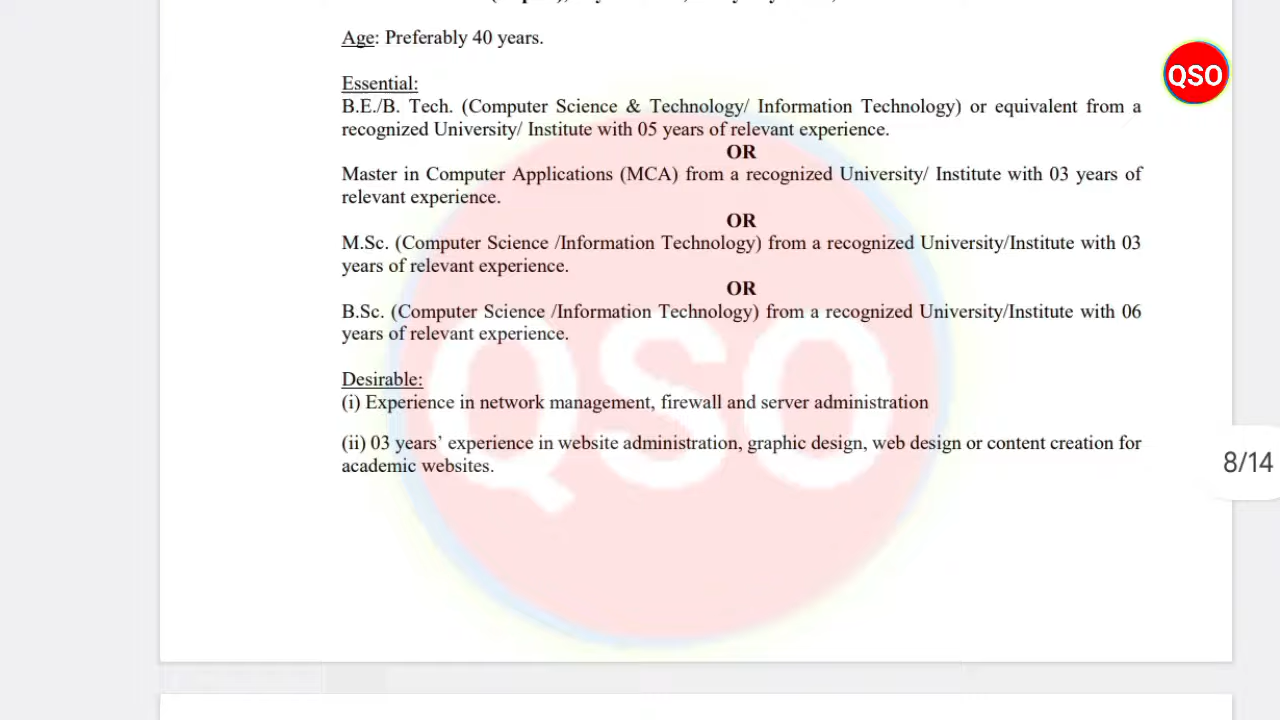 Age: Preferably 40 years.
QSO
Essential:
B.E./B. Tech. (Computer Science & Technology/ Information Technology) or equivalent from a
recognized University/ Institute with 05 years of relevant experience.
OR
Master in Computer Applications (MCA) from a recognized University/ Institute with 03 years of
relevant experience.
OR
M.Sc. (Computer Science /Information Technology) from a recognized University/Institute with 03
years of relevant experience.
OR
B.Sc. (Computer Science /Information Technology) from a recognized University/Institute with 06
years of relevant experience.
QSO
Desirable:
(i) Experience in network management, firewall and server administration
(ii) 03 years’ experience in website administration, graphic design, web design or content creation for
academic websites.
8/14